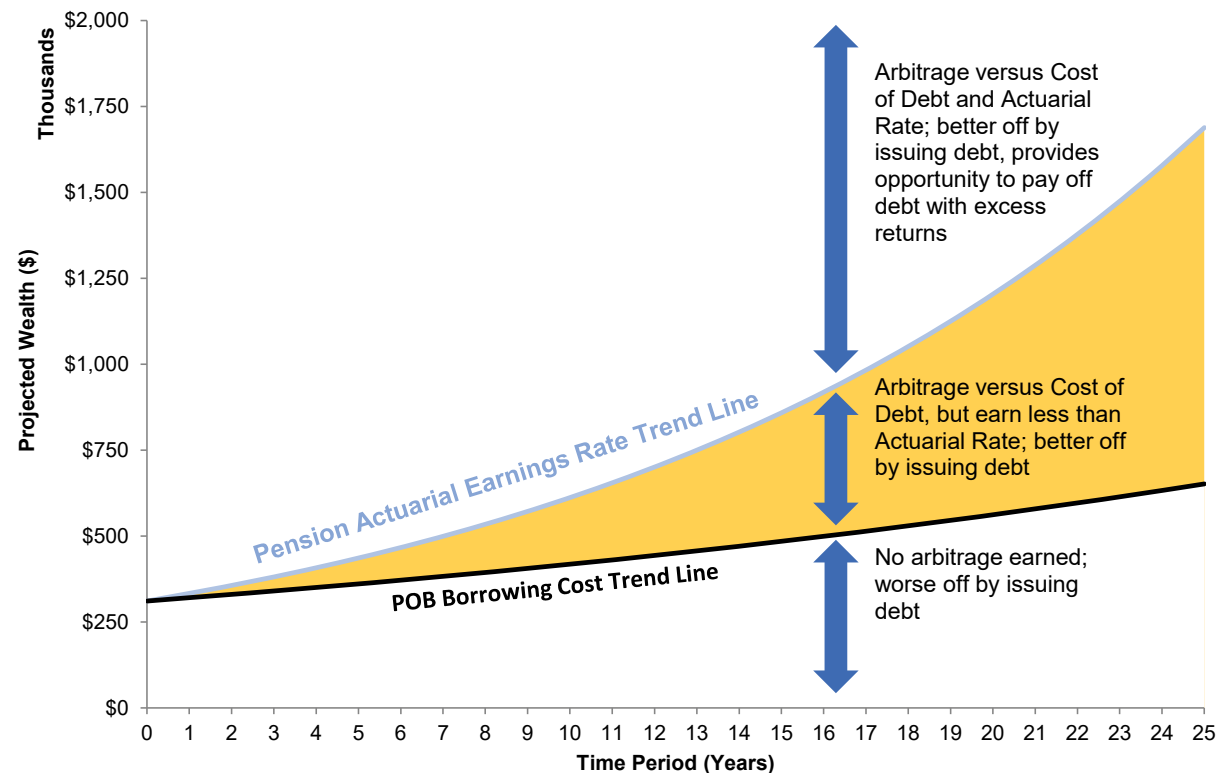 Thousands
Projected Wealth ($)
$2,000
$1,750
$1,500
$1,250
$1,000
$750
$500
$250
$0
Arbitrage versus Cost
of Debt and Actuarial
Rate; better off by
issuing debt, provides
opportunity to pay off
debt with excess
returns
Pension Actuarial Earnings Rate Trend Line
Arbitrage versus Cost of
Debt, but earn less than
Actuarial Rate; better off
by issuing debt
POB Borrowing Cost Trend Line
No arbitrage earned;
worse off by issuing
debt
0 1 2 3 4 5 6 7 8 9 10 11 12 13 14 15 16 17 18 19 20 21 22 23 24 25
Time Period (Years)